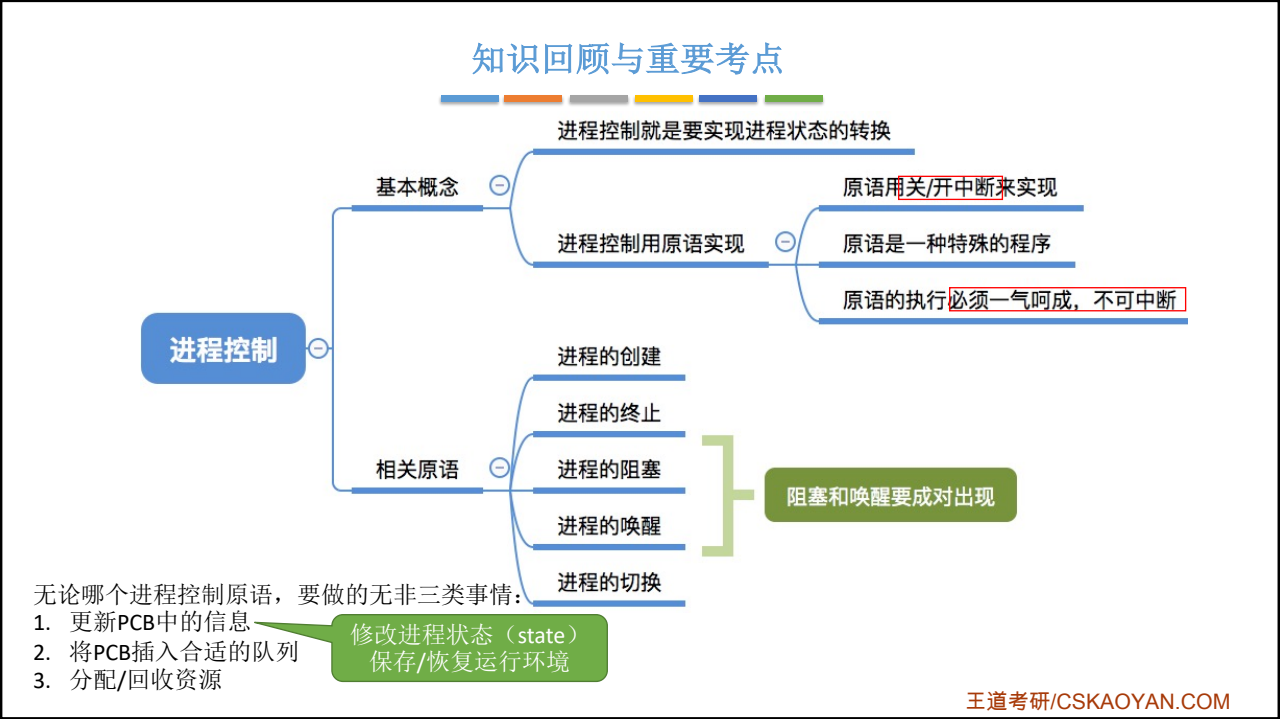 知识回顾与重要考点
进程控制就是要实现进程状态的转换
基本概念
原语用关/开中断来实现
进程控制用原语实现
原语是一种特殊的程序
原语的执行必须一气呵成，不可中断
进程控制
进程的创建
进程的终止
相关原语
进程的阻塞
阻塞和唤醒要成对出现
进程的唤醒
进程的切换
无论哪个进程控制原语，要做的无非三类事情：
1. 更新PCB中的信息
2. 将PCB插入合适的队列
3. 分配/回收资源
修改进程状态（state）
保存/恢复运行环境
王道考研/CSKAOYAN.COM